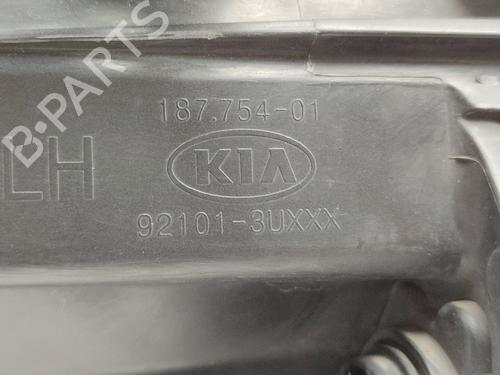 187.754-01
LH
KIA
92101-3UXXX
B-PARTS